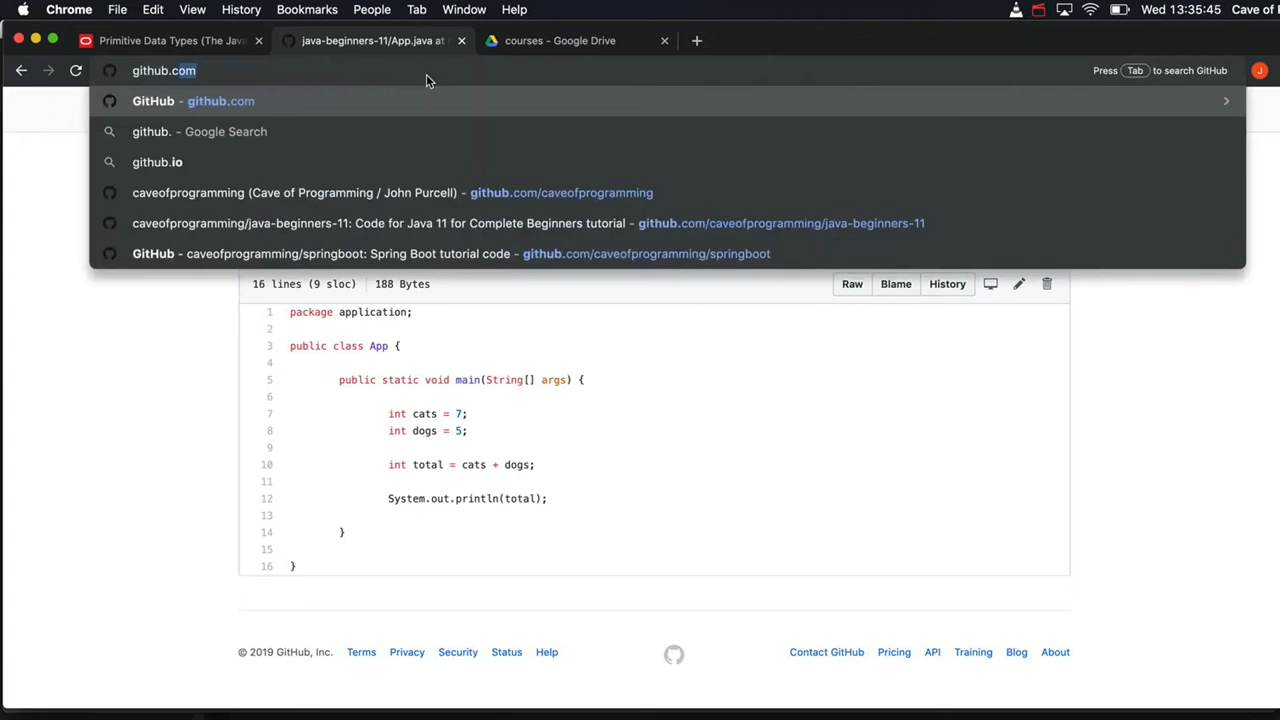 Chrome File Edit View History Bookmarks People Tab Window Help Wed 13:35:45 Cave of
Primitive Data Types (The Java java-beginners-11/App.java at courses - Google Drive
github.com Press Tab to search GitHub J
GitHub - github.com
github. - Google Search
github.io
caveofprogramming (Cave of Programming / John Purcell) - github.com/caveofprogramming
caveofprogramming/java-beginners-11: Code for Java 11 for Complete Beginners tutorial - github.com/caveofprogramming/java-beginners-11
GitHub - caveofprogramming/springboot: Spring Boot tutorial code - github.com/caveofprogramming/springboot
16 lines (9 sloc) 188 Bytes Raw Blame History
1 package application;
2
3 public class App {
4
5 public static void main(String[] args) {
6
7 int cats = 7;
8 int dogs = 5;
9
10 int total = cats + dogs;
11
12 System.out.println(total);
13
14 }
15
16 }
© 2019 GitHub, Inc. Terms Privacy Security Status Help Contact GitHub Pricing API Training Blog About